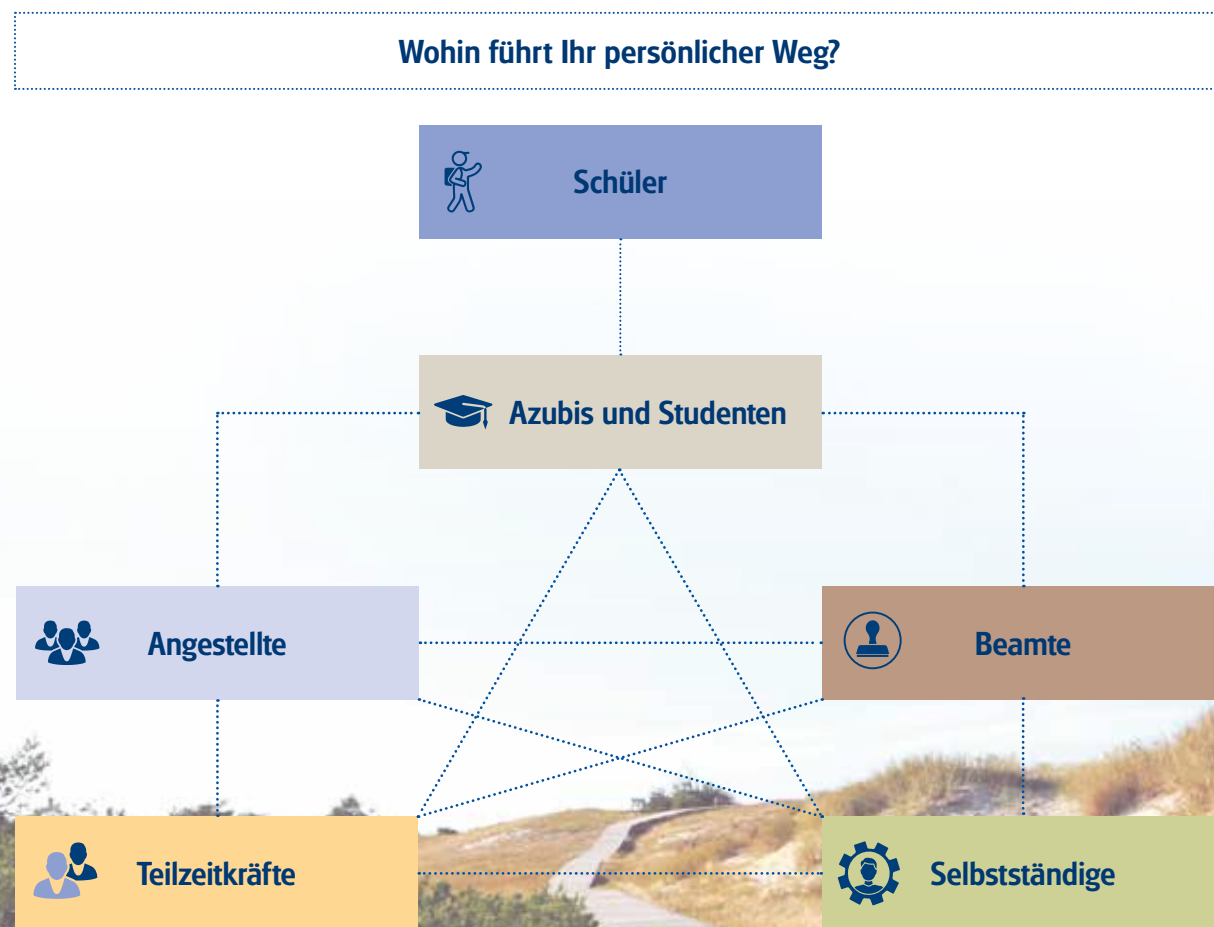 Wohin führt Ihr persönlicher Weg?
Schüler
Azubis und Studenten
Angestellte
Beamte
Teilzeitkräfte
Selbstständige